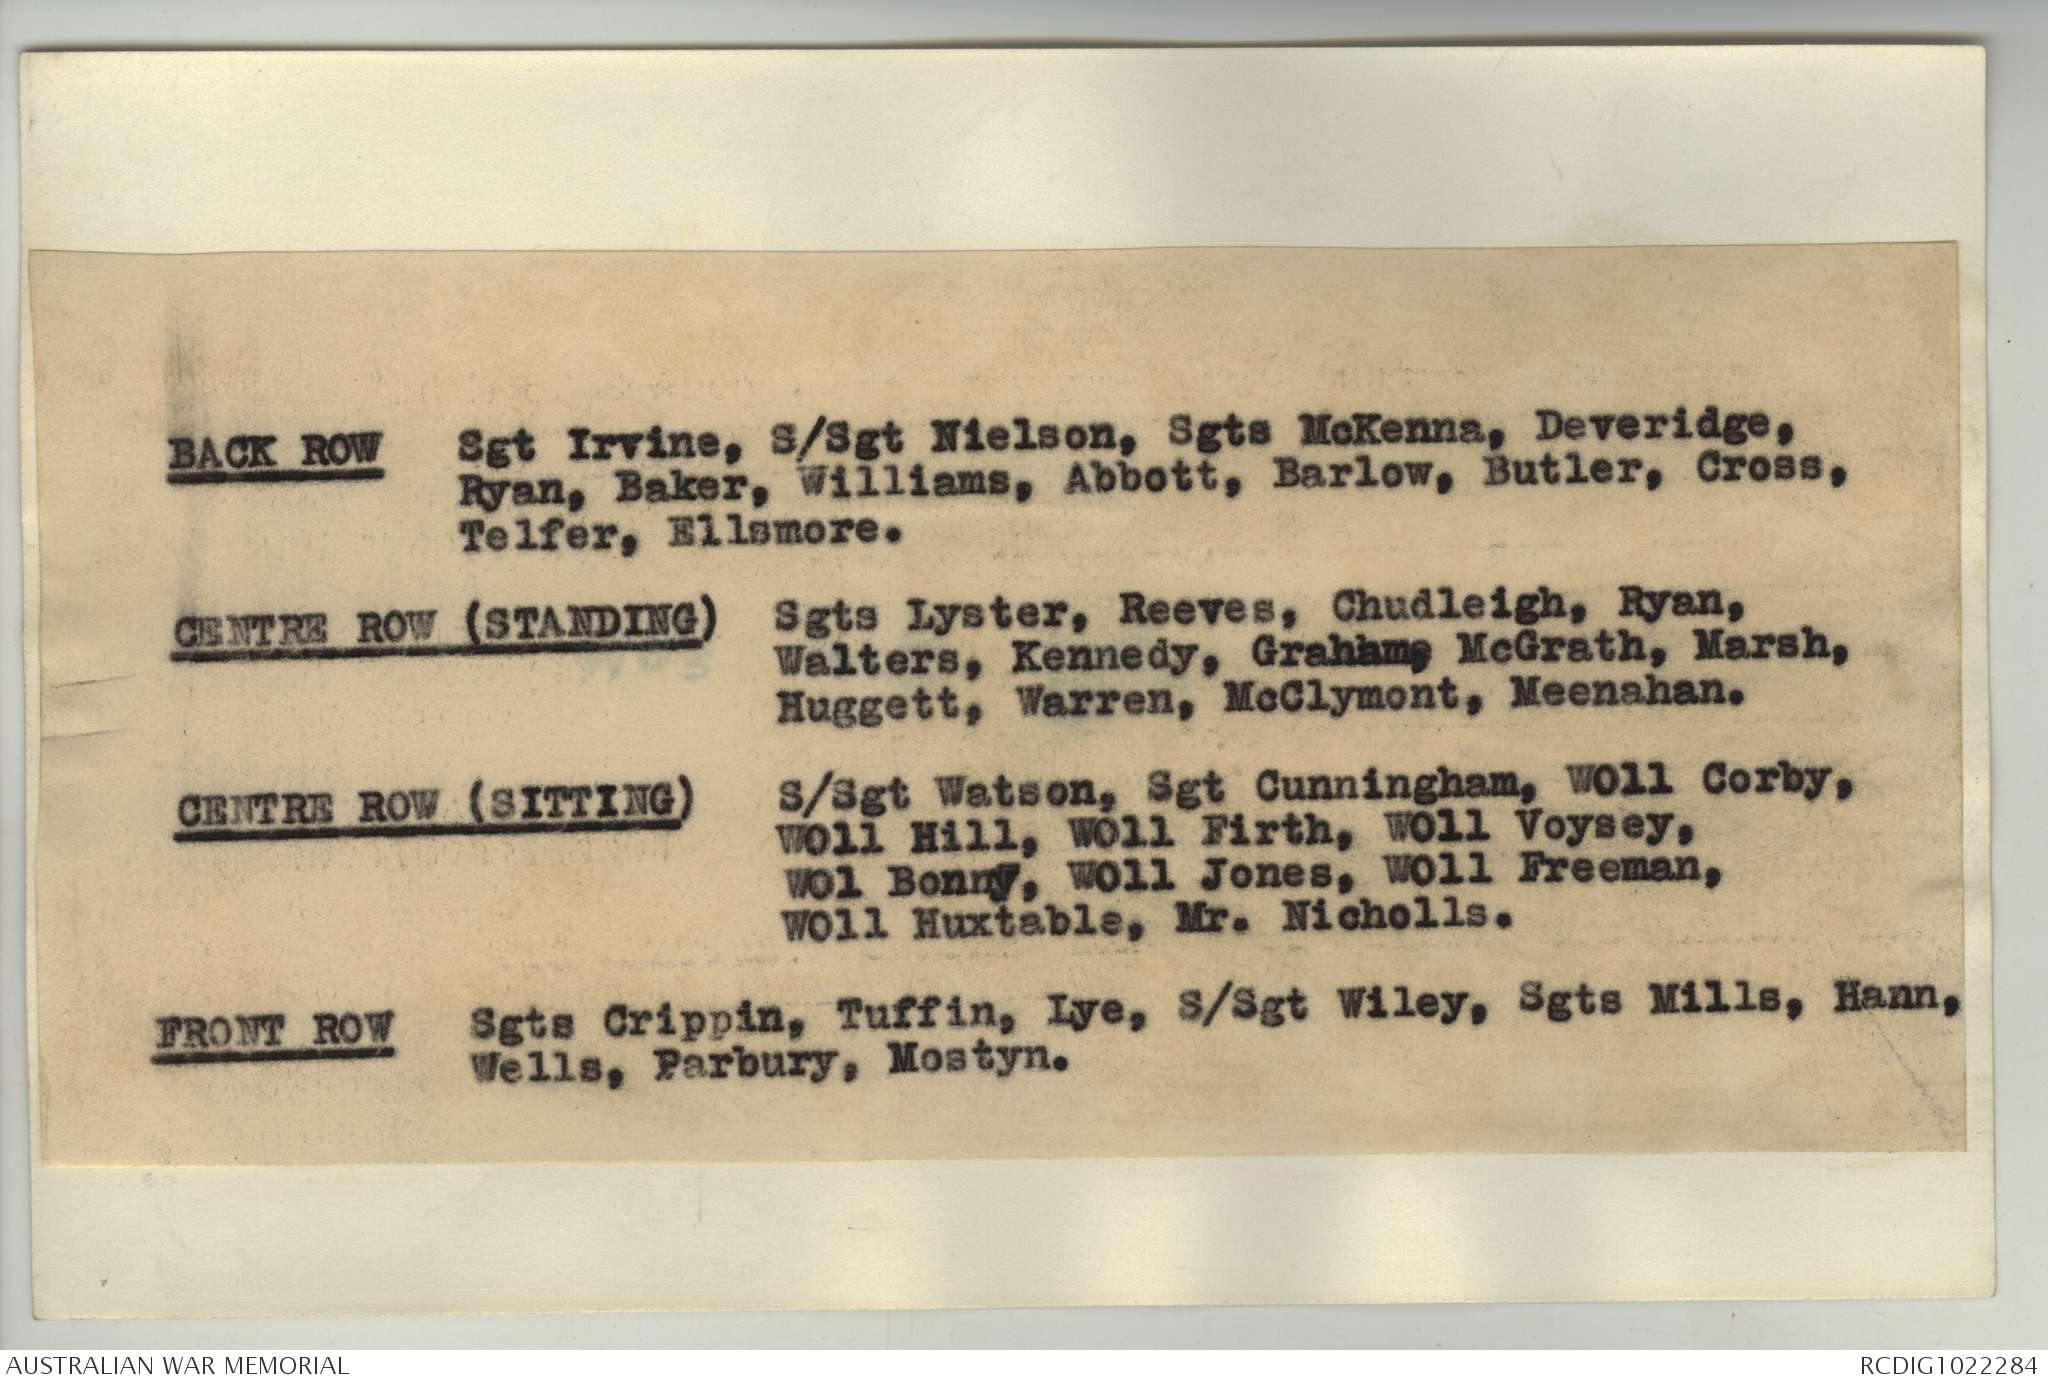 BACK ROW Sgt Irvine, S/Sgt Nielson, Sgts McKenna, Deveridge,
Ryan, Baker, Williams, Abbott, Barlow, Butler, Cross,
Telfer, Ellsmore.
CENTRE ROW (STANDING) Sgts Lyster, Reeves, Chudleigh, Ryan,
Walters, Kennedy, Graham, McGrath, Marsh,
Huggett, Warren, McClymont, Meenahan.
CENTRE ROW (SITTING) S/Sgt Watson, Sgt Cunningham, WOll Corby,
WOll Hill, WOll Firth, WOll Voysey,
WOl Bonny, WOll Jones, WOll Freeman,
WOll Huxtable, Mr. Nicholls.
FRONT ROW Sgts Crippin, Tuffin, Lye, S/Sgt Wiley, Sgts Mills, Hann,
Wells, Parbury, Mostyn.
AUSTRALIAN WAR MEMORIAL RCDIG1022284